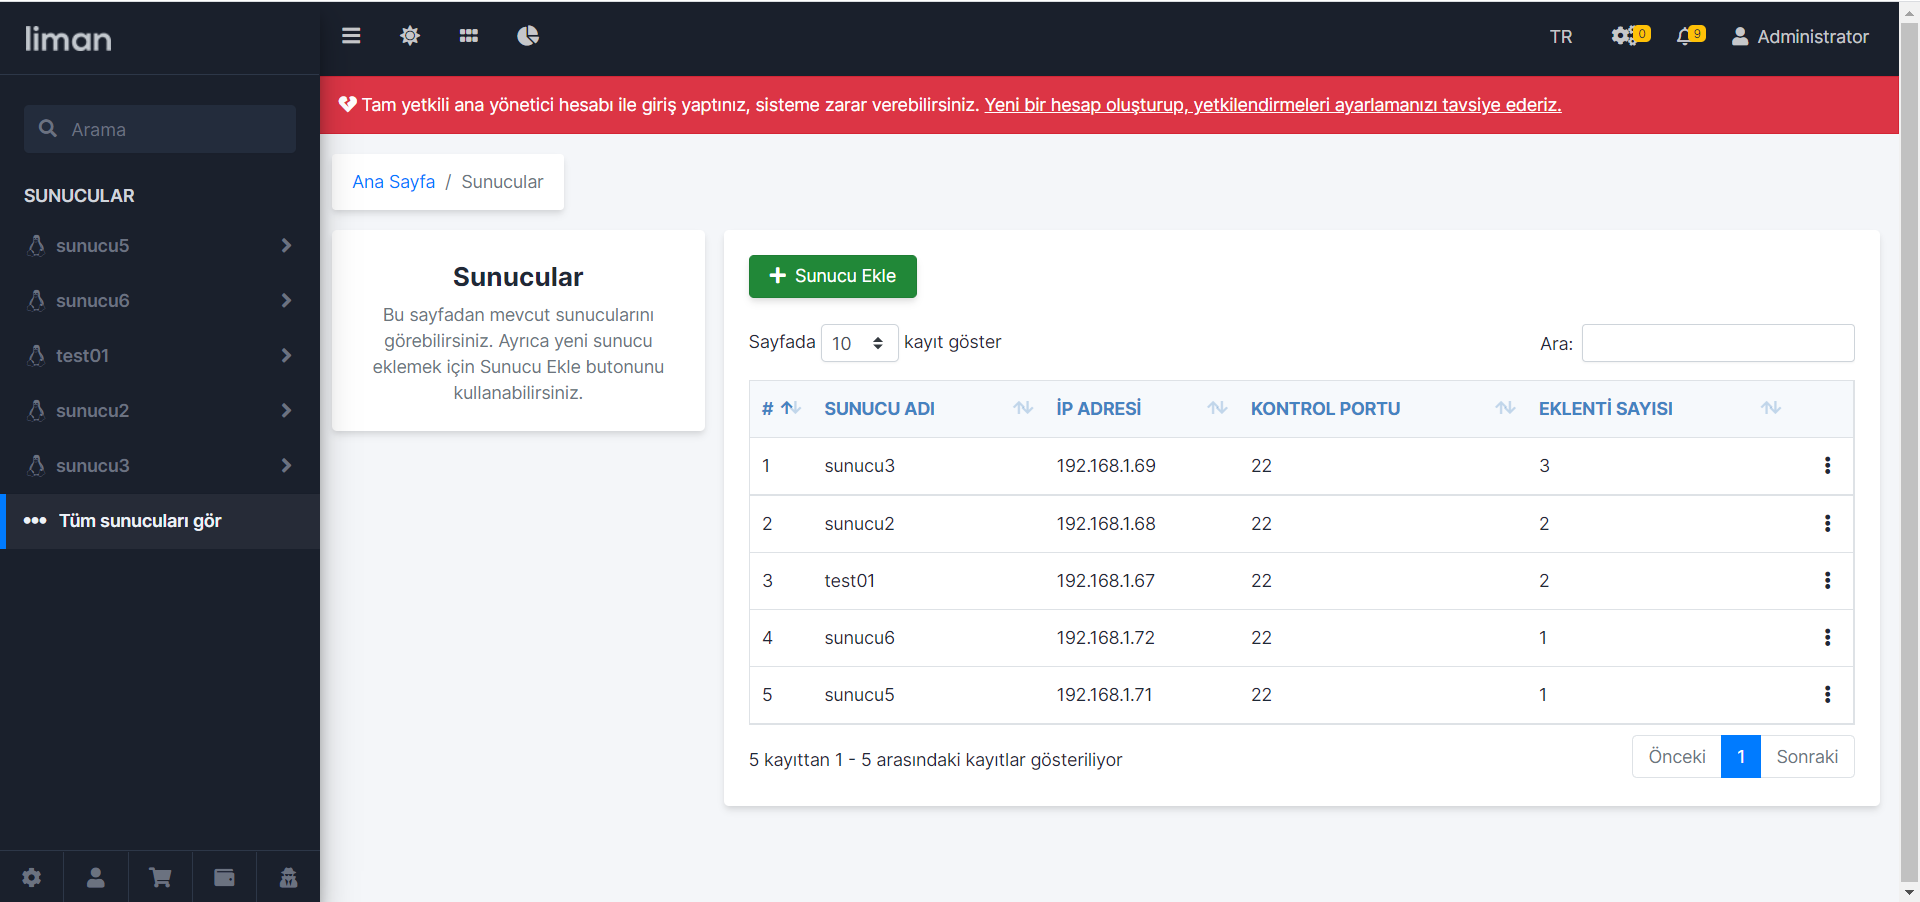 liman
TR 0 9 Administrator
Arama
Tam yetkili ana yönetici hesabı ile giriş yaptınız, sisteme zarar verebilirsiniz. Yeni bir hesap oluşturup, yetkilendirmeleri ayarlamanızı tavsiye ederiz.
SUNUCULAR
sunucu5
sunucu6
test01
sunucu2
sunucu3
Tüm sunucuları gör
Ana Sayfa / Sunucular
Sunucular
Bu sayfadan mevcut sunucularını
görebilirsiniz. Ayrıca yeni sunucu
eklemek için Sunucu Ekle butonunu
kullanabilirsiniz.
Sunucu Ekle
Sayfada 10 kayıt göster Ara:
# SUNUCU ADI İP ADRESİ KONTROL PORTU EKLENTİ SAYISI
1 sunucu3 192.168.1.69 22 3
2 sunucu2 192.168.1.68 22 2
3 test01 192.168.1.67 22 2
4 sunucu6 192.168.1.72 22 1
5 sunucu5 192.168.1.71 22 1
5 kayıttan 1 - 5 arasındaki kayıtlar gösteriliyor Önceki 1 Sonraki